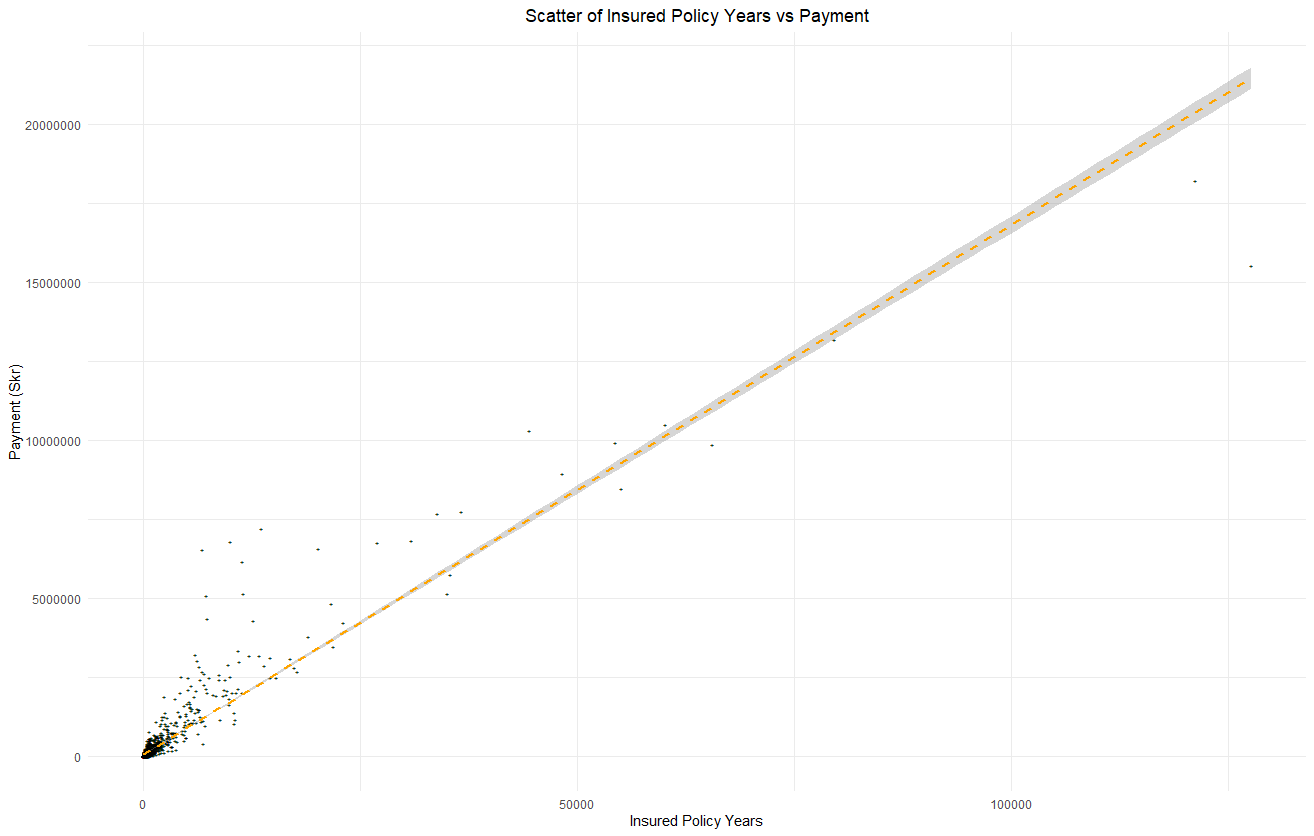 Scatter of Insured Policy Years vs Payment
Payment (Skr)
20000000
15000000
10000000
5000000
0
0
50000
100000
Insured Policy Years